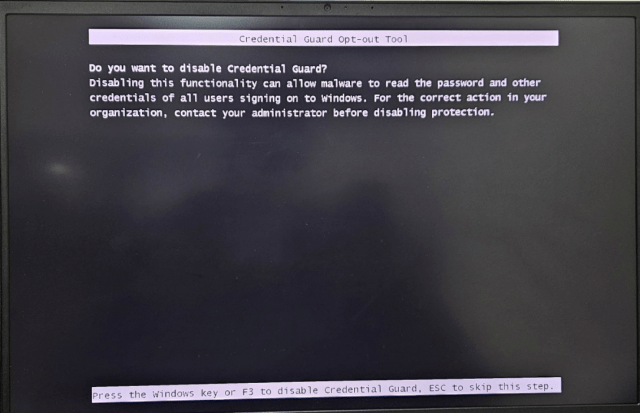 Credential Guard Opt-out Tool
Do you want to disable Credential Guard?
Disabling this functionality can allow malware to read the password and other
credentials of all users signing on to Windows. For the correct action in your
organization, contact your administrator before disabling protection.
Press the Windows key or F3 to disable Credential Guard, ESC to skip this step.